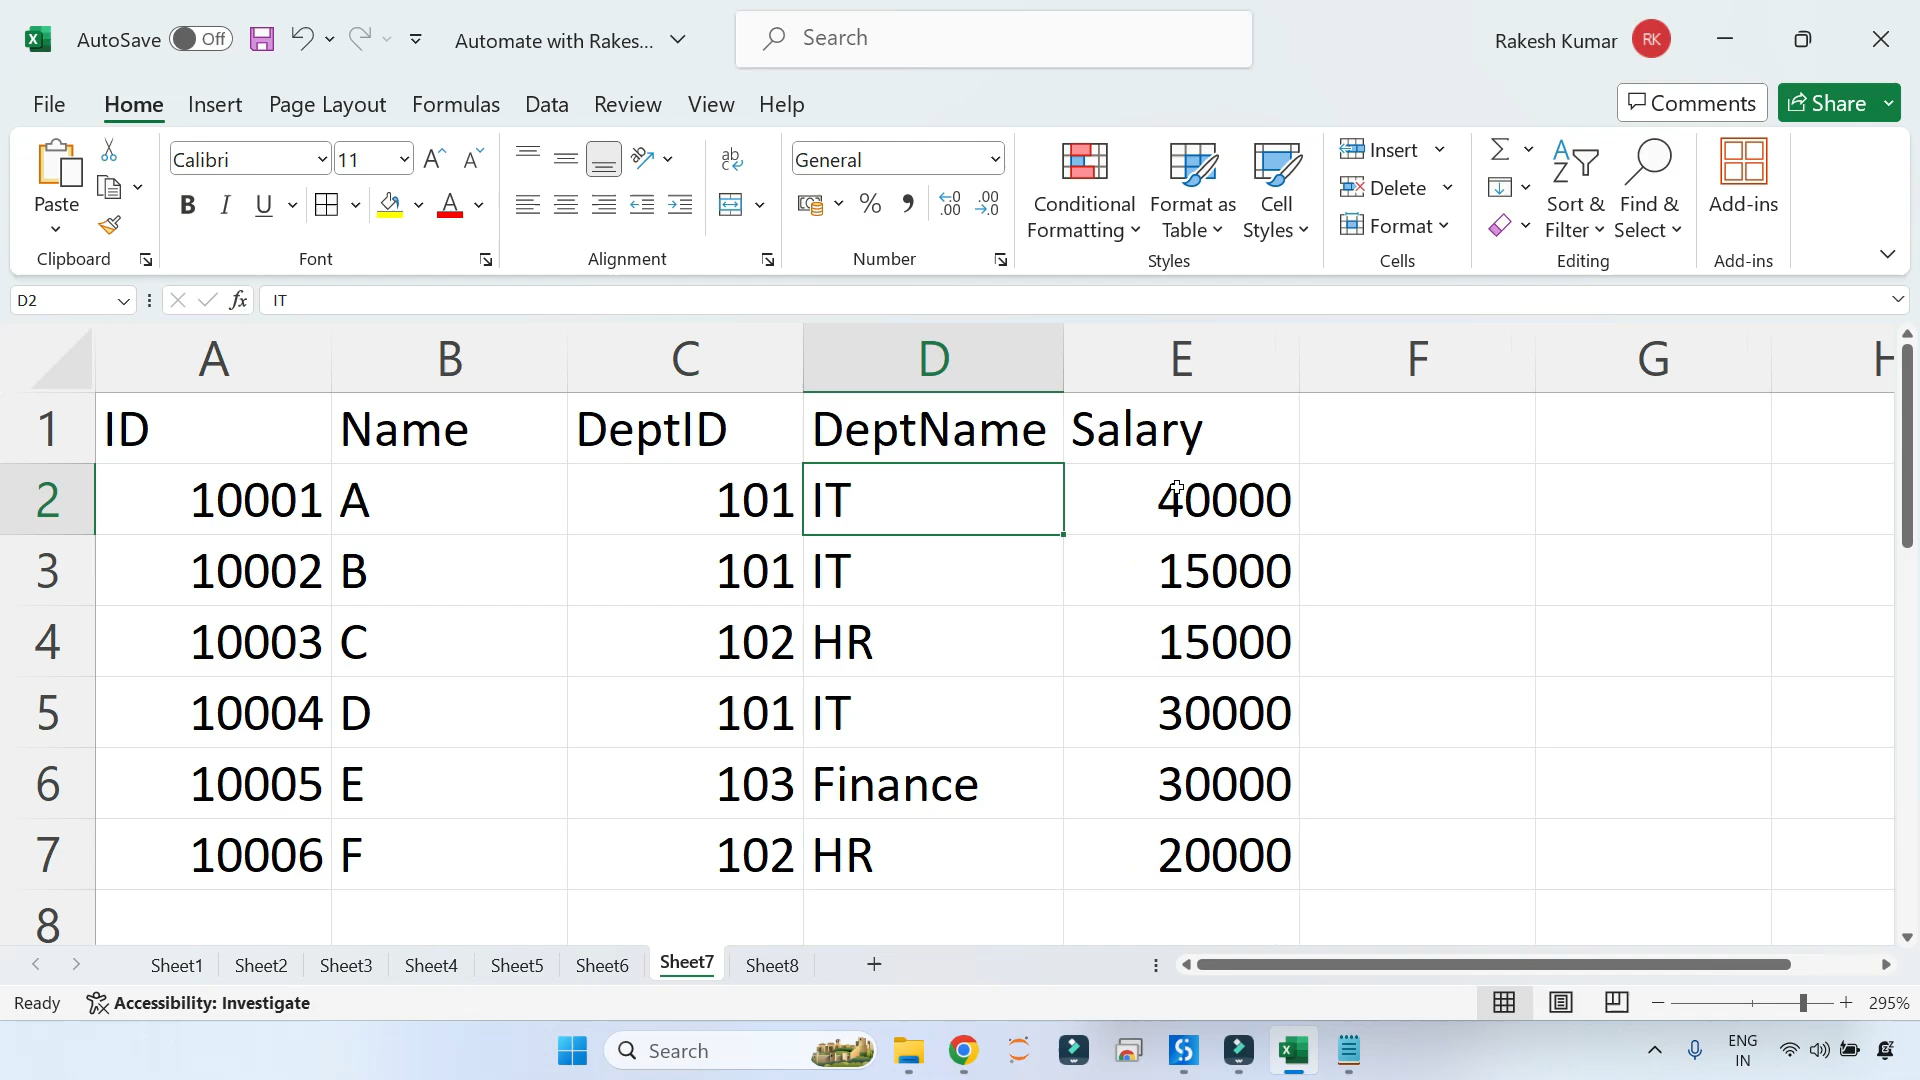 AutoSave Off Automate with Rakes... Search Rakesh Kumar RK
File Home Insert Page Layout Formulas Data Review View Help Comments Share
Paste
Clipboard
Calibri 11
B I U A
Font
ab
c
Alignment
General
% .00 .00
Number
Conditional
Formatting
Format as
Table
Cell
Styles
Styles
Insert
Delete
Format
Cells
Sort &
Filter
Find &
Select
Editing
Add-ins
Add-ins
D2 fx IT
A B C D E F G H
1 ID Name DeptID DeptName Salary
2 10001 A 101 IT 40000
3 10002 B 101 IT 15000
4 10003 C 102 HR 15000
5 10004 D 101 IT 30000
6 10005 E 103 Finance 30000
7 10006 F 102 HR 20000
8
Sheet1 Sheet2 Sheet3 Sheet4 Sheet5 Sheet6 Sheet7 Sheet8
Ready Accessibility: Investigate 295%
Search ENG
IN